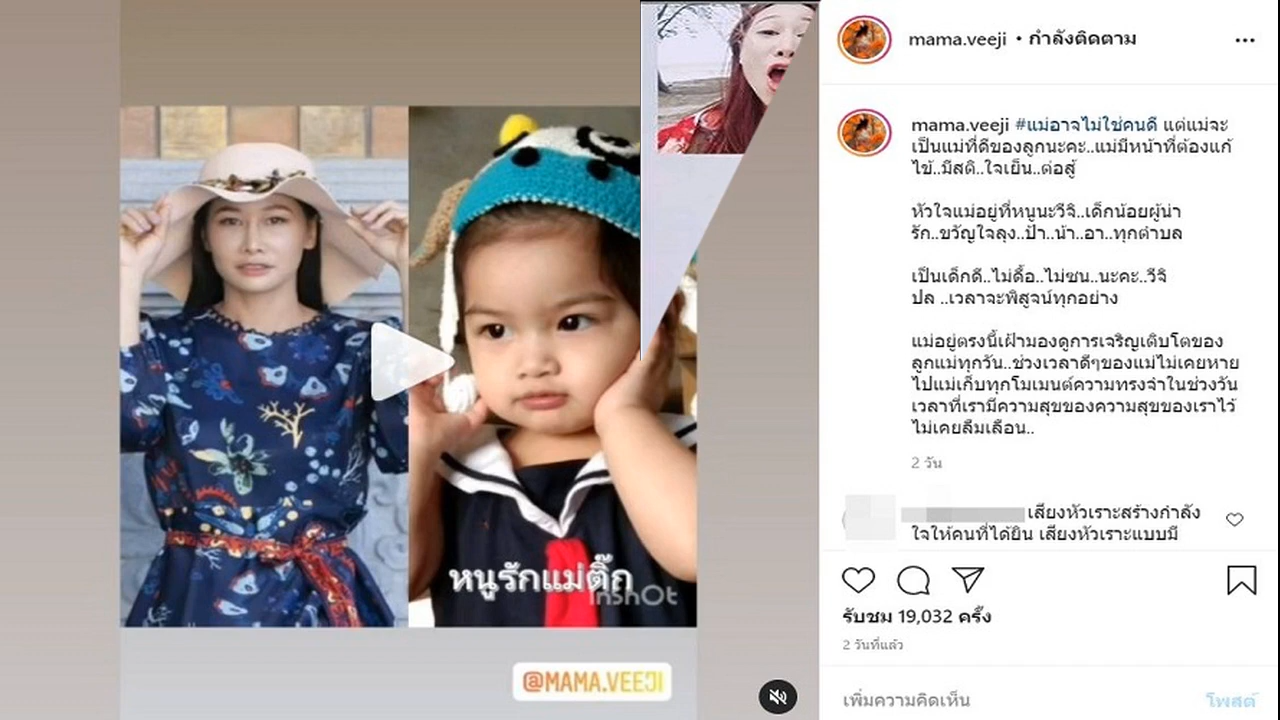 mama.veeji • กำลังติดตาม
mama.veeji #แม่อาจไม่ใช่คนดี แต่แม่จะ
เป็นแม่ที่ดีของลูกนะคะ..แม่มีหน้าที่ต้องแก้
ไข้..มีสติ..ใจเย็น..ต่อสู้
หัวใจแม่อยู่ที่หนูนะวีจิ..เด็กน้อยผู้น่า
รัก..ขวัญใจลุง..ป้า..น้า..อา..ทุกตำบล
เป็นเด็กดี..ไม่ดื้อ..ไม่ซน..นะคะ..วีจิ
ปล ..เวลาจะพิสูจน์ทุกอย่าง
แม่อยู่ตรงนี้เฝ้ามองดูการเจริญเติบโตของ
ลูกแม่ทุกวัน..ช่วงเวลาดีๆของแม่ไม่เคยหาย
ไปแม่เก็บทุกโมเมนต์ความทรงจำในช่วงวัน
เวลาที่เรามีความสุขของความสุขของเราไว้
ไม่เคยลืมเลือน..
2 วัน
เสียงหัวเราะสร้างกำลัง
ใจให้คนที่ได้ยิน เสียงหัวเราะแบบมี
รับชม 19,032 ครั้ง
2 วันที่แล้ว
เพิ่มความคิดเห็น
โพสต์
หนูรักแม่ติ๊ก
InShOt
@MAMA.VEEJI